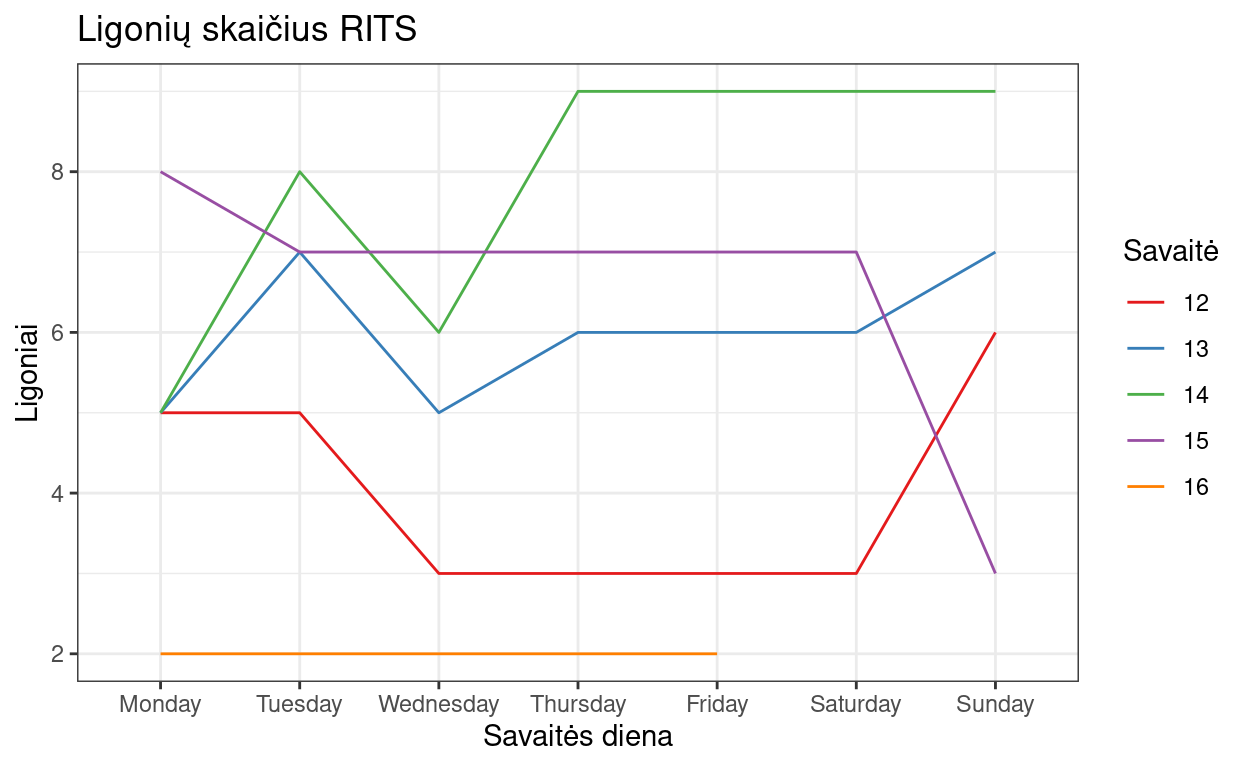 Ligonių skaičius RITS
Ligoniai
8
6
4
2
Monday Tuesday Wednesday Thursday Friday Saturday Sunday
Savaitės diena
Savaitė
12
13
14
15
16